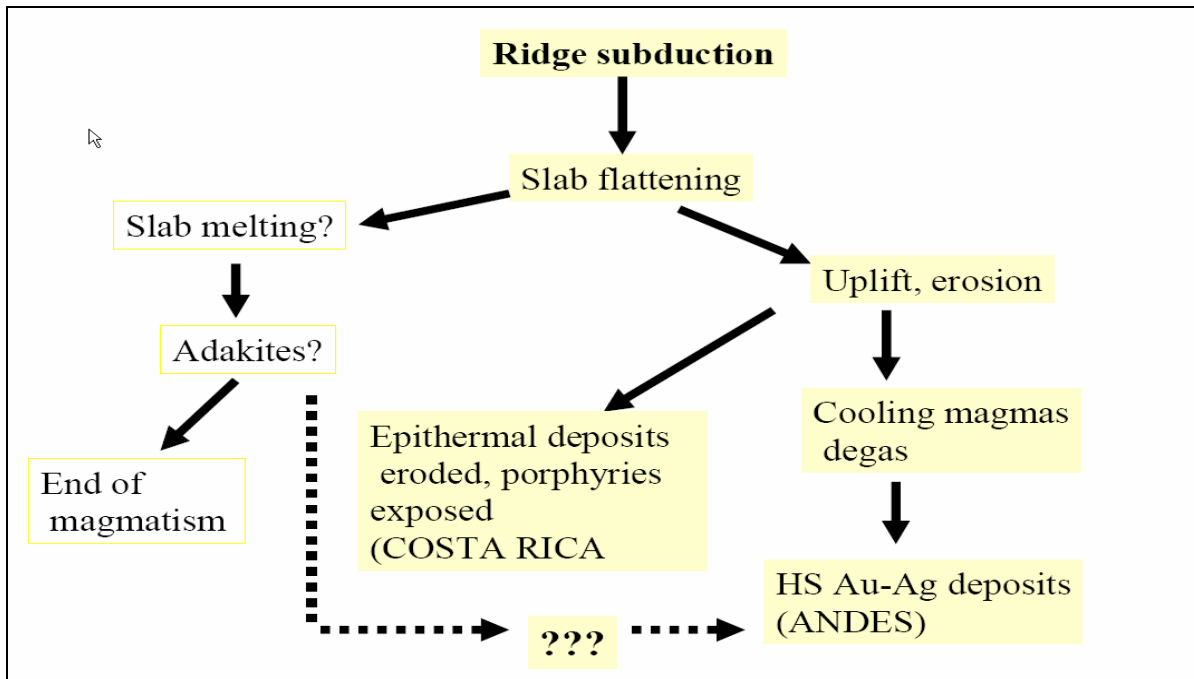 Ridge subduction
Slab flattening
Slab melting?
Uplift, erosion
Adakites?
Cooling magmas
degas
Epithermal deposits
eroded, porphyries
exposed
(COSTA RICA
End of
magmatism
HS Au-Ag deposits
(ANDES)
???